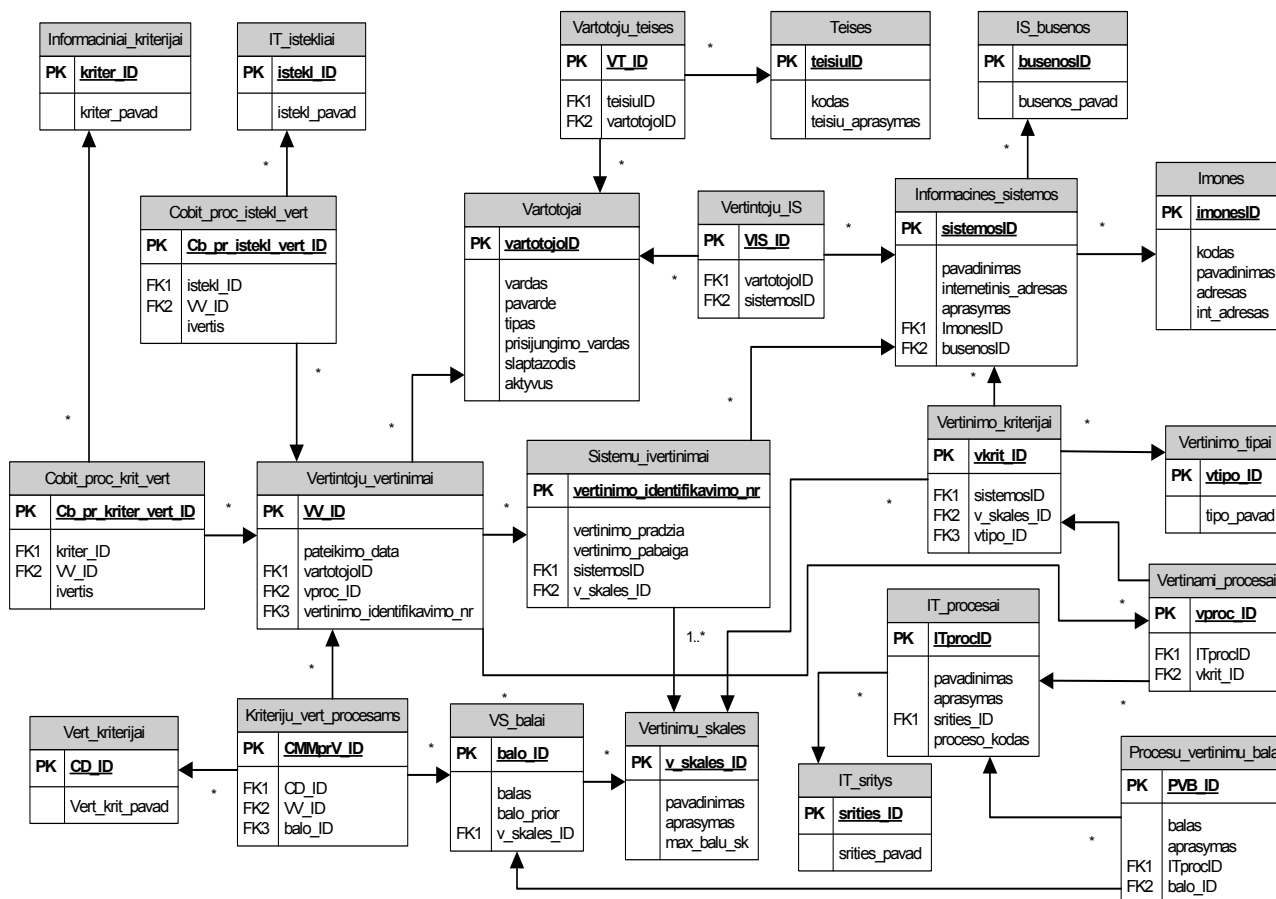 Informaciniai_kriterijai
PK kriter_ID
kriter_pavad
IT_istekliai
PK istekl_ID
istekl_pavad
Vartotoju_teises
PK VT_ID
FK1 teisiuID
FK2 vartotojoID
Teises
PK teisiuID
kodas
teisiu_aprasymas
IS_busenos
PK busenosID
busenos_pavad
*
*
*
*
*
Cobit_proc_istekl_vert
PK Cb_pr_istekl_vert_ID
FK1 istekl_ID
FK2 VV_ID
ivertis
Vartotojai
PK vartotojoID
vardas
pavarde
tipas
prisijungimo_vardas
slaptazodis
aktyvus
Vertintoju_IS
PK VIS_ID
FK1 vartotojoID
FK2 sistemosID
Informacines_sistemos
PK sistemosID
pavadinimas
internetinis_adresas
aprasymas
FK1 ImonesID
FK2 busenosID
Imones
PK imonesID
kodas
pavadinimas
adresas
int_adresas
*
*
*
*
*
*
*
*
Cobit_proc_krit_vert
PK Cb_pr_kriter_vert_ID
FK1 kriter_ID
FK2 VV_ID
ivertis
Vertintoju_vertinimai
PK VV_ID
pateikimo_data
FK1 vartotojoID
FK2 vproc_ID
FK3 vertinimo_identifikavimo_nr
Sistemu_ivertinimai
PK vertinimo_identifikavimo_nr
vertinimo_pradzia
vertinimo_pabaiga
FK1 sistemosID
FK2 v_skales_ID
Vertinimo_kriterijai
PK vkrit_ID
FK1 sistemosID
FK2 v_skales_ID
FK3 vtipo_ID
Vertinimo_tipai
PK vtipo_ID
tipo_pavad
*
*
*
*
1..*
*
IT_procesai
PK ITprocID
pavadinimas
aprasymas
FK1 srities_ID
proceso_kodas
Vertinami_procesai
PK vproc_ID
FK1 ITprocID
FK2 vkrit_ID
*
*
*
Vert_kriterijai
PK CD_ID
Vert_krit_pavad
Kriteriju_vert_procesams
PK CMMprV_ID
FK1 CD_ID
FK2 VV_ID
FK3 balo_ID
VS_balai
PK balo_ID
balas
balo_prior
FK1 v_skales_ID
Vertinimu_skales
PK v_skales_ID
pavadinimas
aprasymas
max_balu_sk
IT_sritys
PK srities_ID
srities_pavad
Procesu_vertinimu_bala
PK PVB_ID
balas
aprasymas
FK1 ITprocID
FK2 balo_ID
*
*
*
*